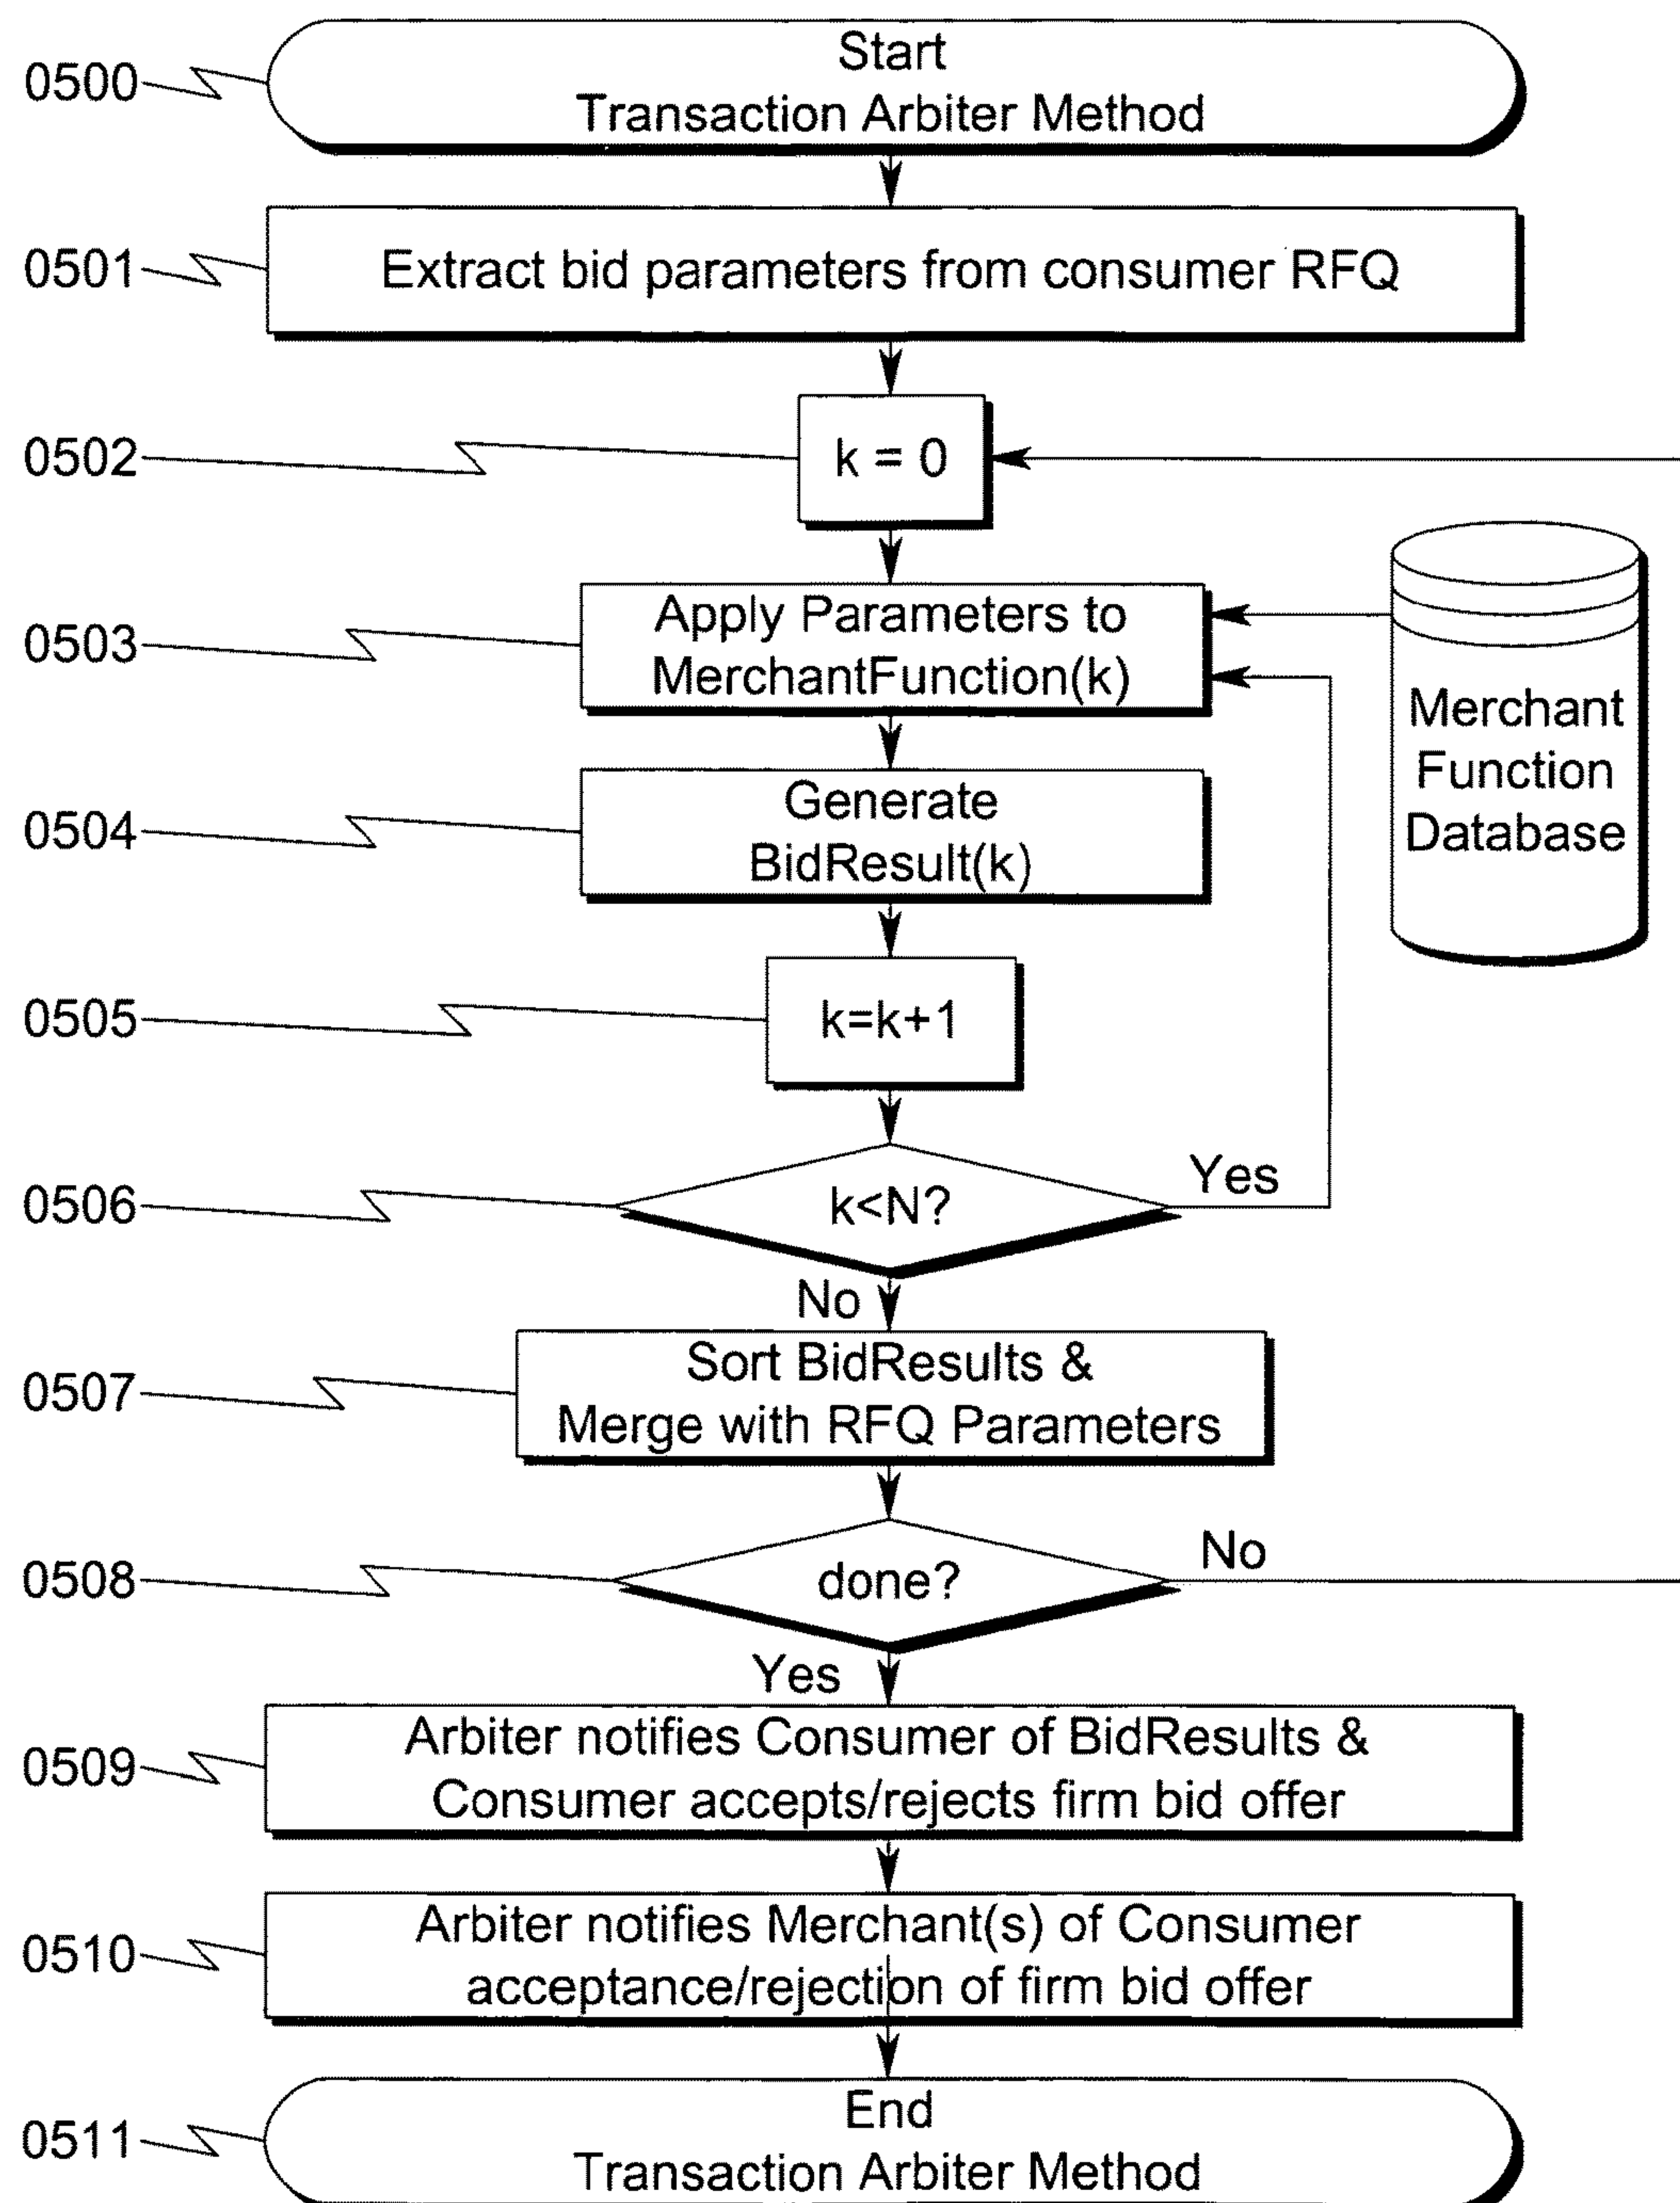 0500
Start
Transaction Arbiter Method
0501
Extract bid parameters from consumer RFQ
0502
k = 0
0503
Apply Parameters to
MerchantFunction(k)
Merchant
Function
Database
0504
Generate
BidResult(k)
0505
k=k+1
0506
k<N?
Yes
No
0507
Sort BidResults &
Merge with RFQ Parameters
0508
done?
No
Yes
0509
Arbiter notifies Consumer of BidResults &
Consumer accepts/rejects firm bid offer
0510
Arbiter notifies Merchant(s) of Consumer
acceptance/rejection of firm bid offer
0511
End
Transaction Arbiter Method